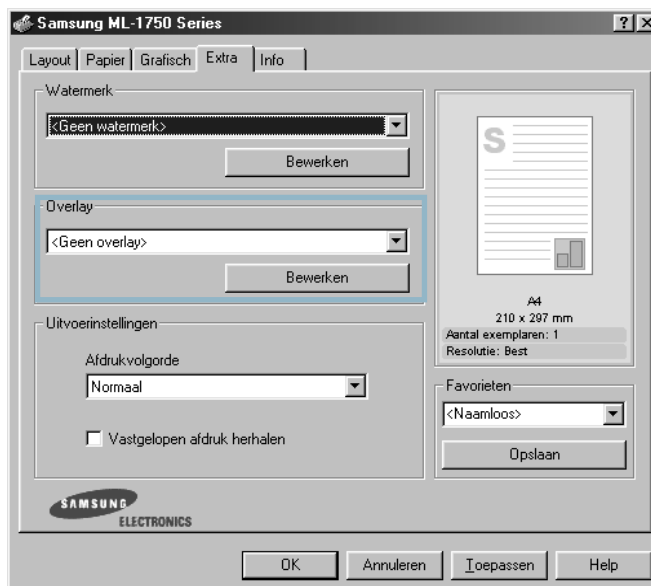 Samsung ML-1750 Series
Layout Papier Grafisch Extra Info
Watermerk
<Geen watermerk>
Bewerken
Overlay
<Geen overlay>
Bewerken
Uitvoerinstellingen
Afdrukvolgorde
Normaal
Vastgelopen afdruk herhalen
S
A4
210 x 297 mm
Aantal exemplaren: 1
Resolutie: Best
Favorieten
<Naamloos>
Opslaan
SAMSUNG
ELECTRONICS
OK Annuleren Toepassen Help